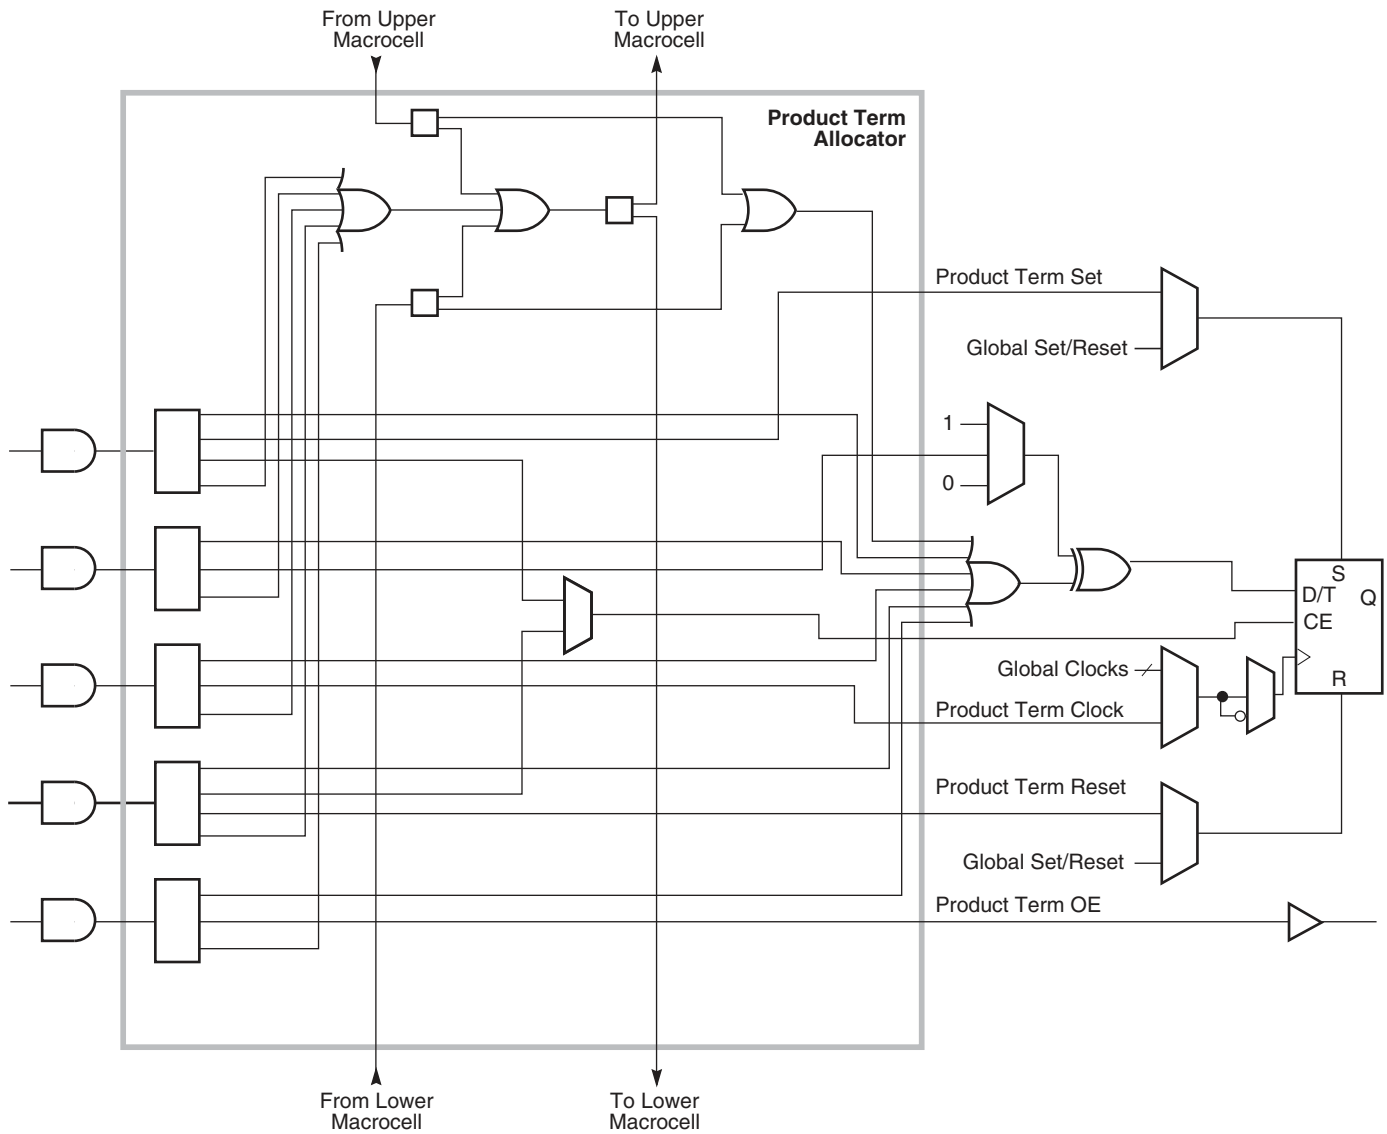 From Upper
Macrocell
To Upper
Macrocell
Product Term
Allocator
Product Term Set
Global Set/Reset
1
0
S
D/T
Q
CE
Global Clocks
R
Product Term Clock
Product Term Reset
Global Set/Reset
Product Term OE
From Lower
Macrocell
To Lower
Macrocell